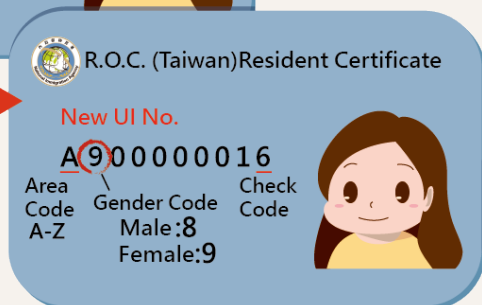 R.O.C. (Taiwan)Resident Certificate
New UI No.
A900000016
Area Code A-Z
Gender Code
Male:8
Female:9
Check Code